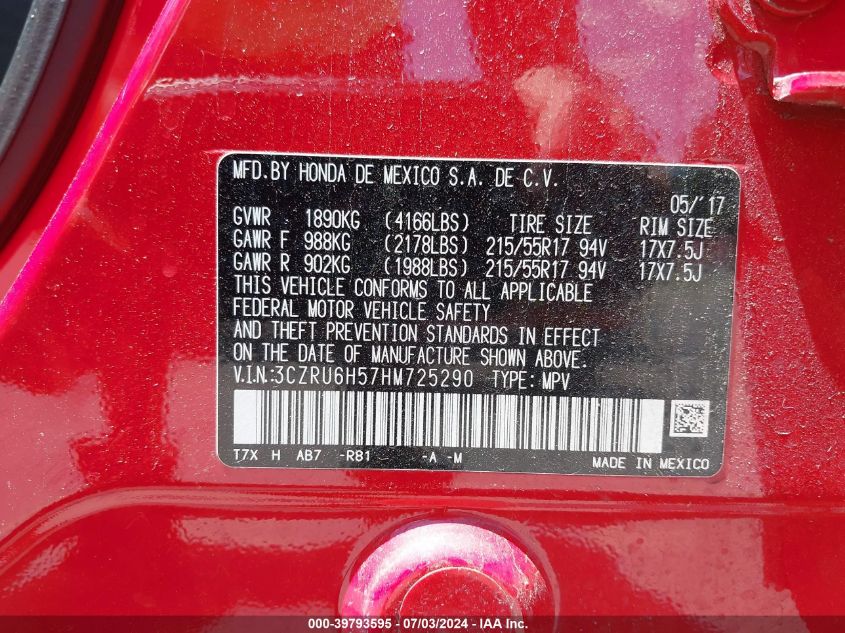 MFD.BY HONDA DE MEXICO S.A. DE C.V.
05/'17
GVWR 1890KG (4166LBS) TIRE SIZE RIM SIZE
GAWR F 988KG (2178LBS) 215/55R17 94V 17X7.5J
GAWR R 902KG (1988LBS) 215/55R17 94V 17X7.5J
THIS VEHICLE CONFORMS TO ALL APPLICABLE
FEDERAL MOTOR VEHICLE SAFETY
AND THEFT PREVENTION STANDARDS IN EFFECT
ON THE DATE OF MANUFACTURE SHOWN ABOVE.
V.I.N:3CZRU6H57HM725290 TYPE: MPV
T7X H AB7 -R81 -A -M
MADE IN MEXICO
000-39793595 - 07/03/2024 - IAA Inc.